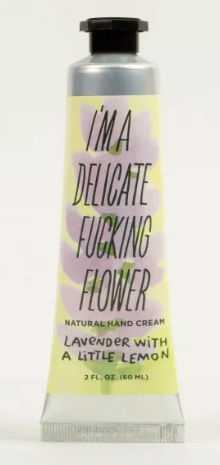 I'M A
DELICATE
FUCKING
FLOWER
NATURAL HAND CREAM
LAVENDER WITH
A LITTLE LEMON
2 FL. OZ. (60 ML)